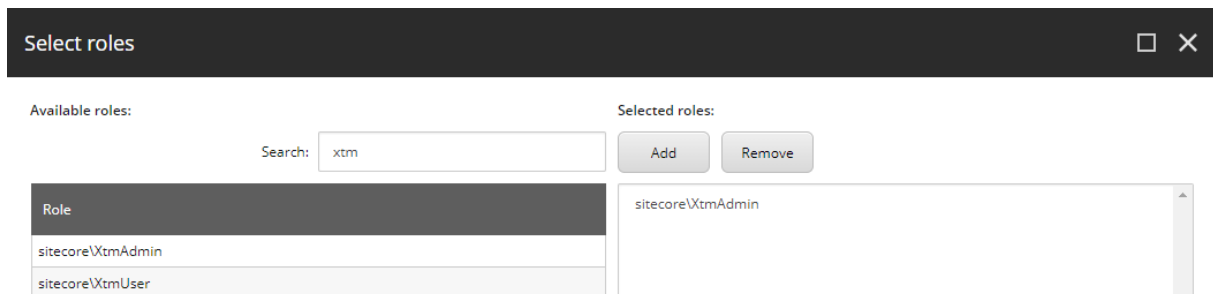 Select roles
Available roles:
Selected roles:
Search: xtm
Add Remove
Role
sitecore\XtmAdmin
sitecore\XtmAdmin
sitecore\XtmUser